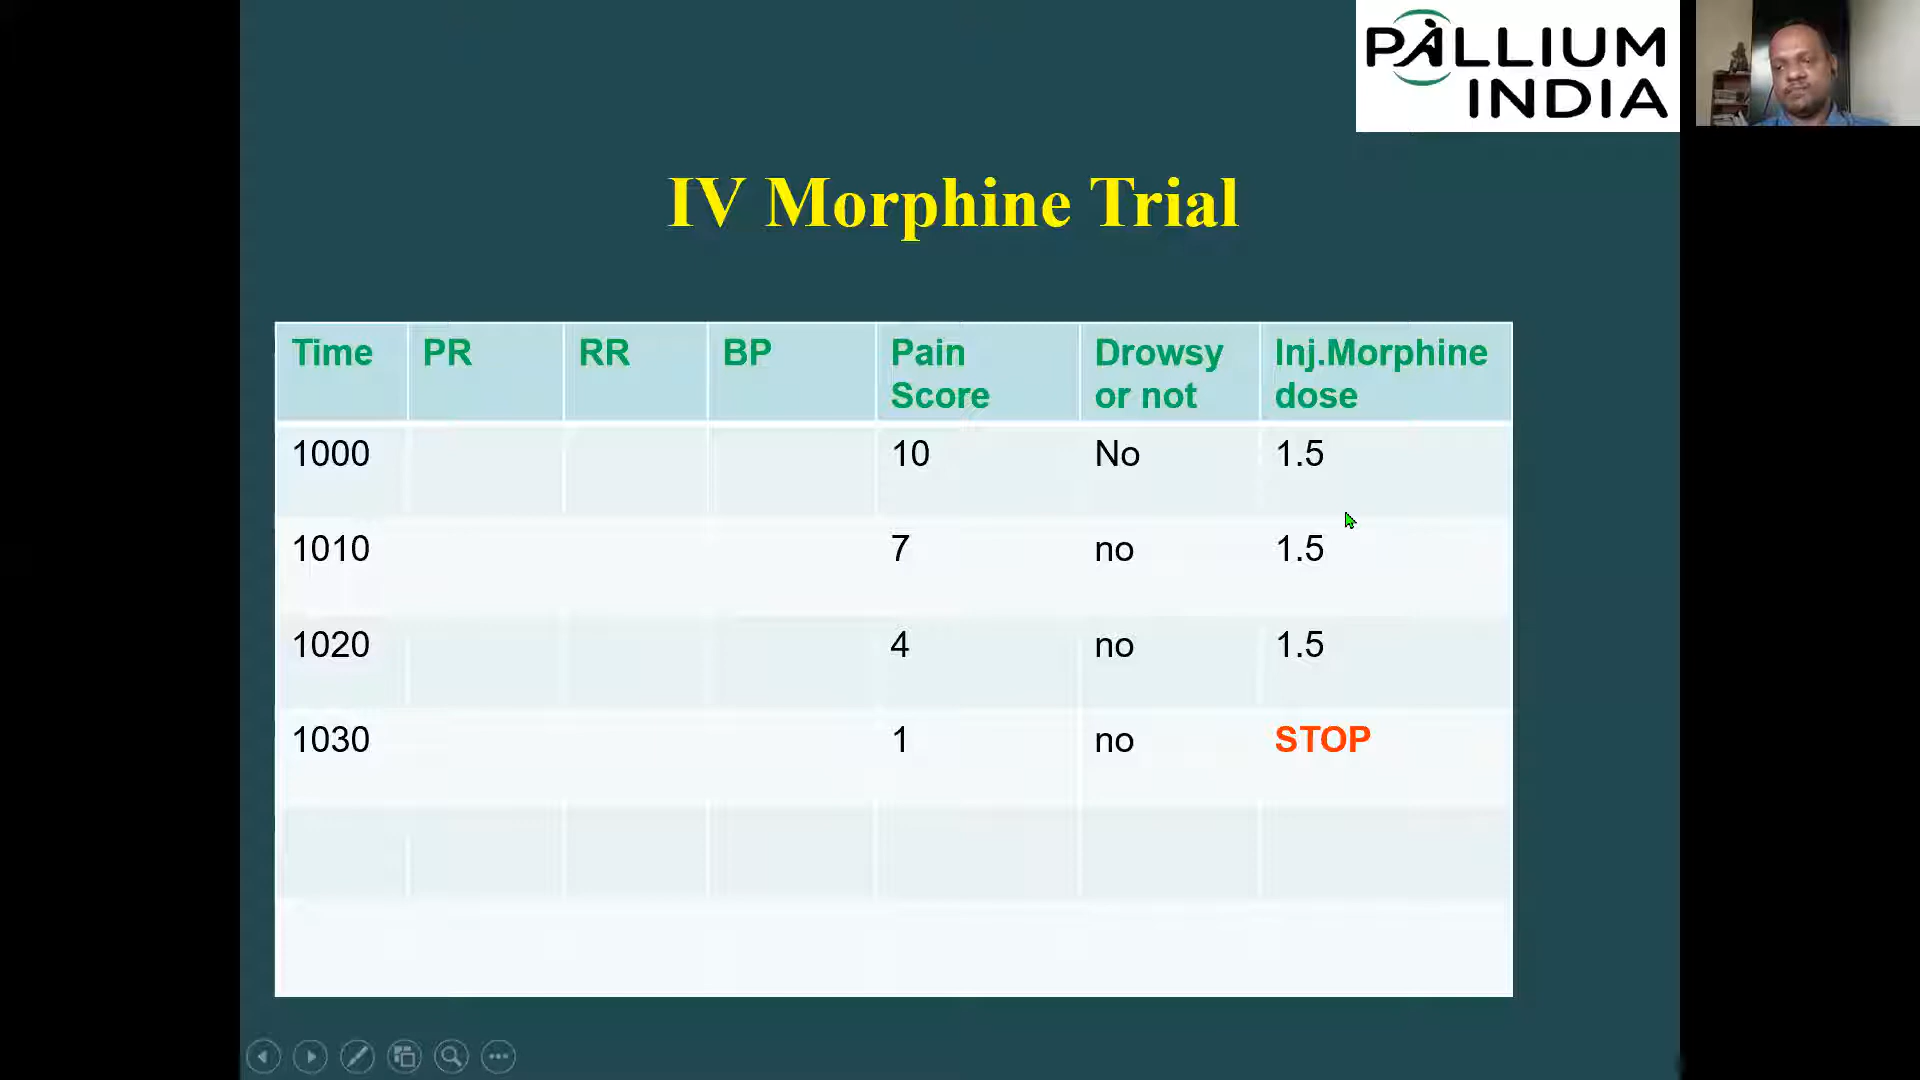 PALLIUM
INDIA
IV Morphine Trial
Time PR RR BP Pain Score Drowsy or not Inj.Morphine dose
1000 10 No 1.5
1010 7 no 1.5
1020 4 no 1.5
1030 1 no STOP